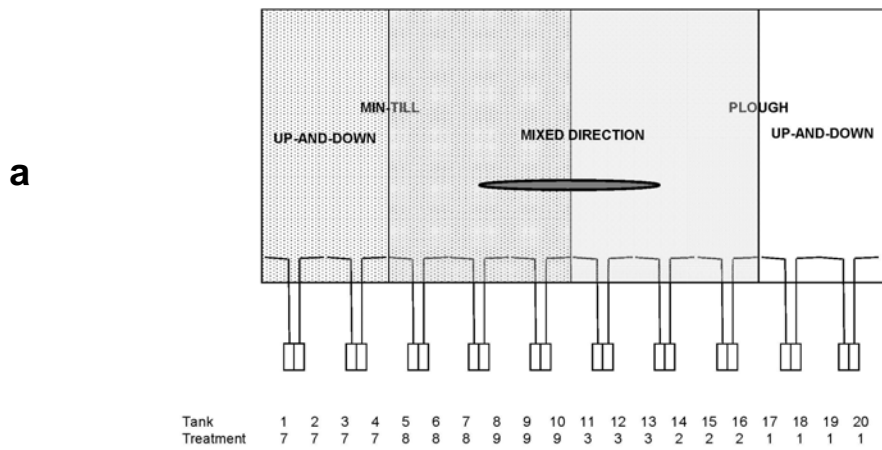 a
MIN-TILL PLOUGH
UP-AND-DOWN MIXED DIRECTION UP-AND-DOWN
Tank 1 2 3 4 5 6 7 8 9 10 11 12 13 14 15 16 17 18 19 20
Treatment 7 7 7 7 8 8 8 9 9 9 3 3 3 2 2 2 1 1 1 1